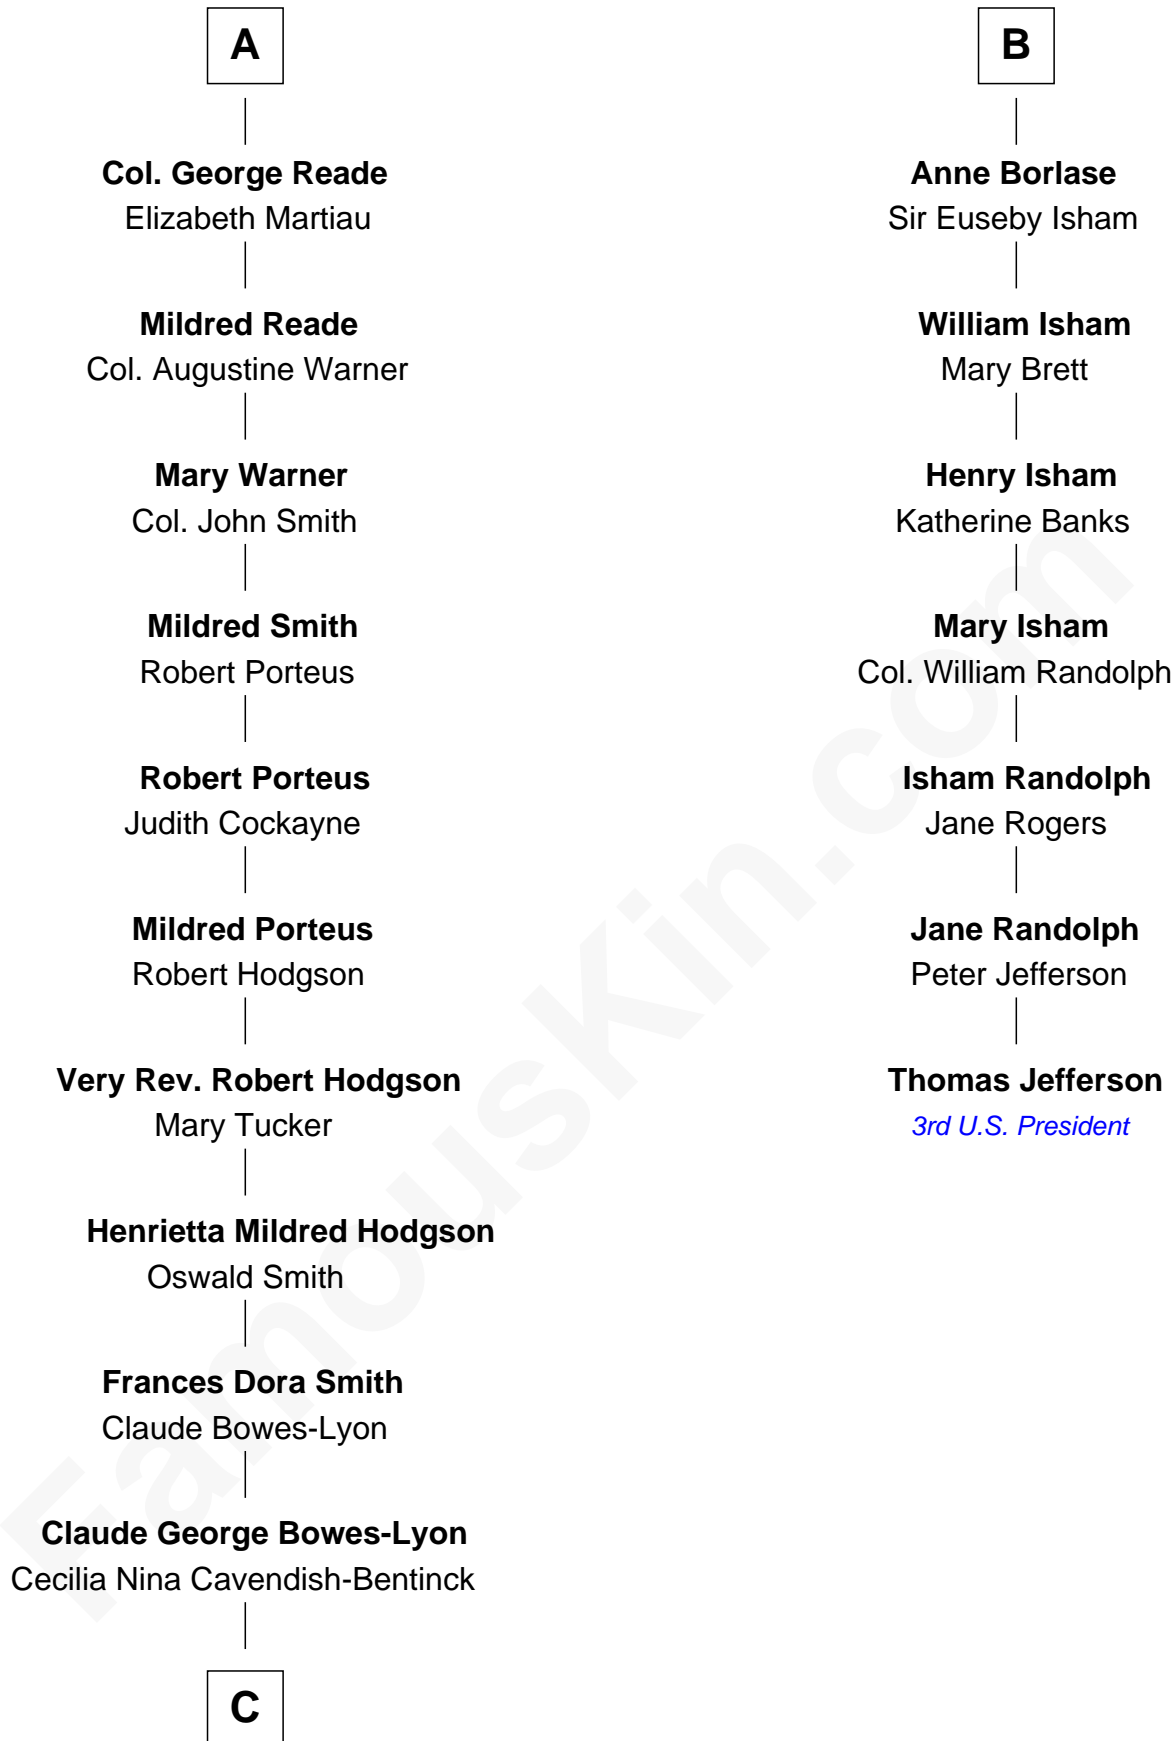 A
Col. George Reade
Elizabeth Martiau
Mildred Reade
Col. Augustine Warner
Mary Warner
Col. John Smith
Mildred Smith
Robert Porteus
Robert Porteus
Judith Cockayne
Mildred Porteus
Robert Hodgson
Very Rev. Robert Hodgson
Mary Tucker
Henrietta Mildred Hodgson
Oswald Smith
Frances Dora Smith
Claude Bowes-Lyon
Claude George Bowes-Lyon
Cecilia Nina Cavendish-Bentinck
C
B
Anne Borlase
Sir Euseby Isham
William Isham
Mary Brett
Henry Isham
Katherine Banks
Mary Isham
Col. William Randolph
Isham Randolph
Jane Rogers
Jane Randolph
Peter Jefferson
Thomas Jefferson
3rd U.S. President
FamousKin.com